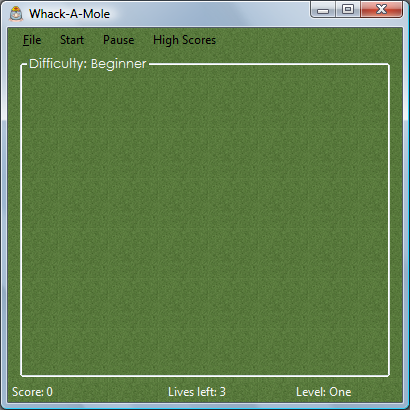 Whack-A-Mole
File Start Pause High Scores
Difficulty: Beginner
Score: 0 Lives left: 3 Level: One